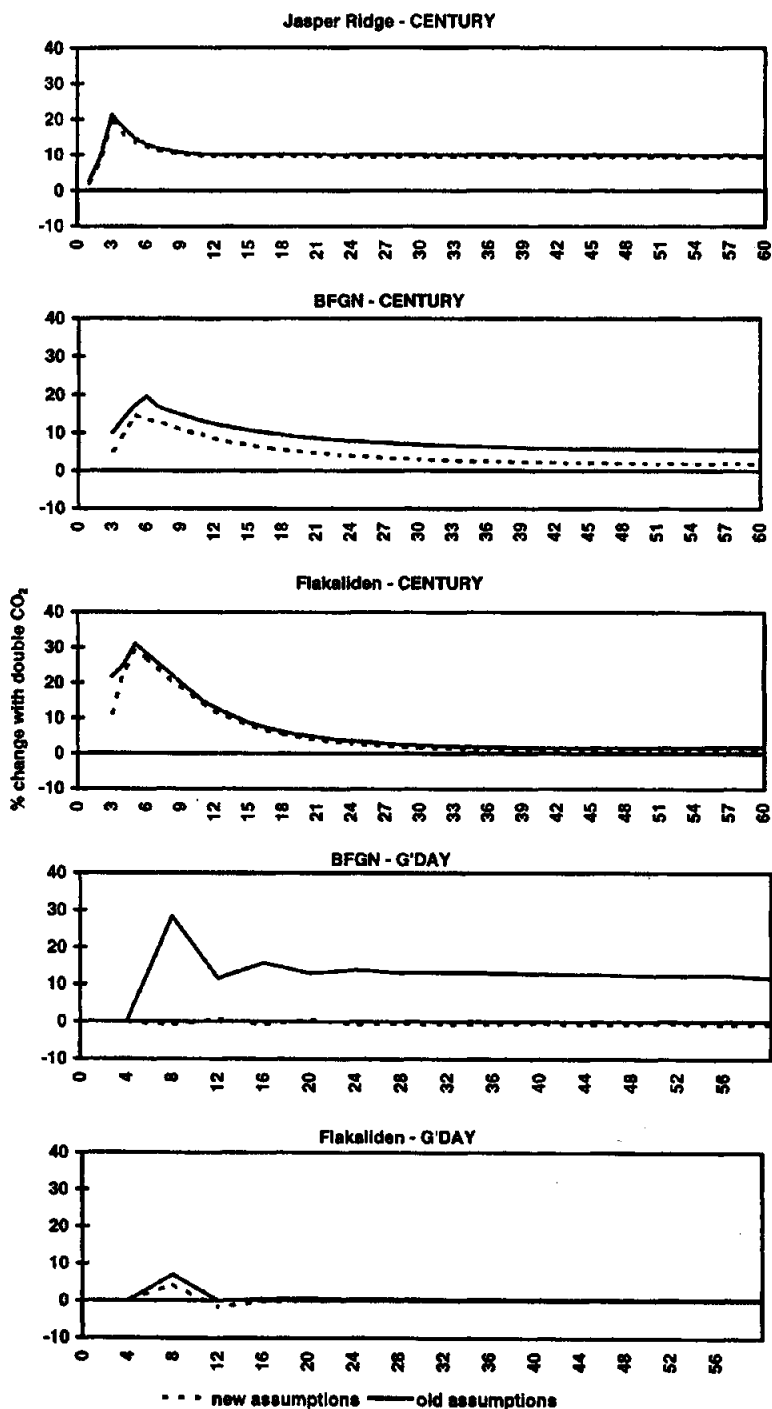 Jasper Ridge - CENTURY
40
30
20
10
0
-10
0 3 6 9 12 15 18 21 24 27 30 33 36 39 42 45 48 51 54 57 60
BFGN - CENTURY
40
30
20
10
0
-10
0 3 6 9 12 15 18 21 24 27 30 33 36 39 42 45 48 51 54 57 60
% change with double CO₂
Flakaliden - CENTURY
40
30
20
10
0
-10
0 3 6 9 12 15 18 21 24 27 30 33 36 39 42 45 48 51 54 57 60
BFGN - G'DAY
40
30
20
10
0
-10
0 4 8 12 16 20 24 28 32 36 40 44 48 52 56
Flakaliden - G'DAY
40
30
20
10
0
-10
0 4 8 12 16 20 24 28 32 36 40 44 48 52 56
new assumptions old assumptions